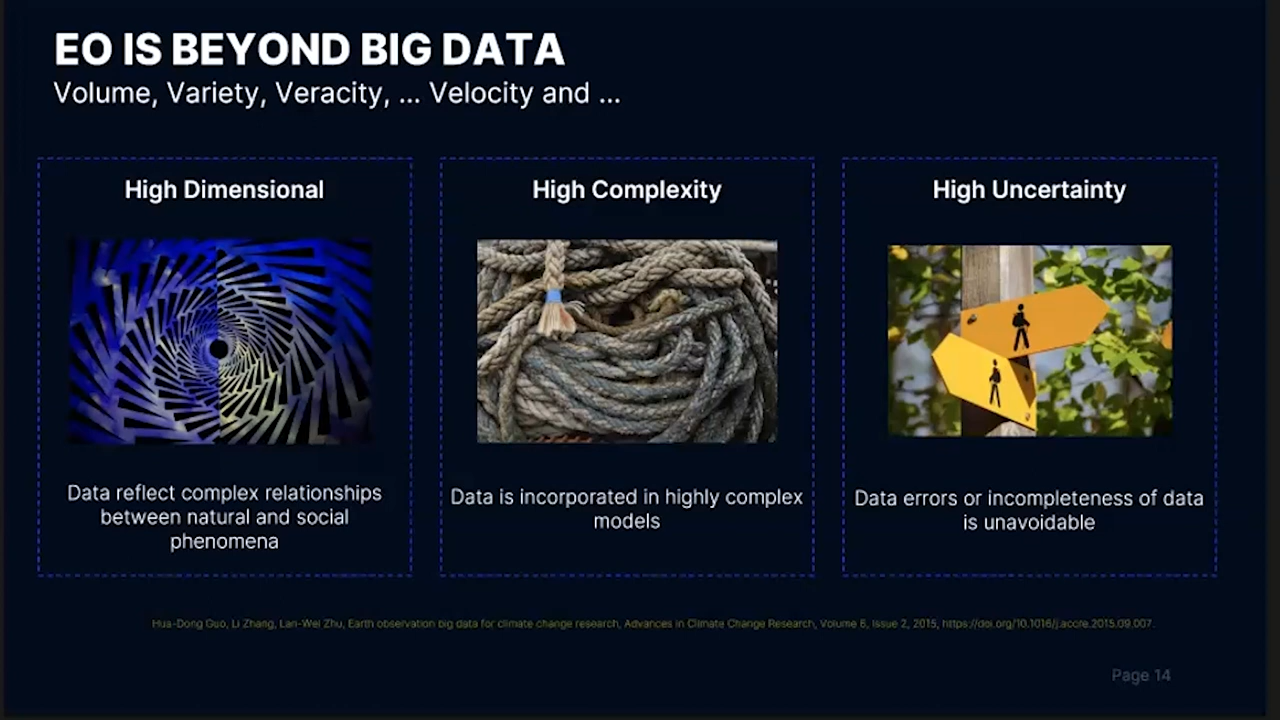 EO IS BEYOND BIG DATA
Volume, Variety, Veracity, ... Velocity and ...
High Dimensional
Data reflect complex relationships
between natural and social
phenomena
High Complexity
Data is incorporated in highly complex
models
High Uncertainty
Data errors or incompleteness of data
is unavoidable
Hua-Dong Guo, Li Zhang, Lan-Wei Zhu, Earth observation big data for climate change research, Advances in Climate Change Research, Volume 6, Issue 2, 2015, https://doi.org/10.1016/j.accre.2015.09.007.
Page 14